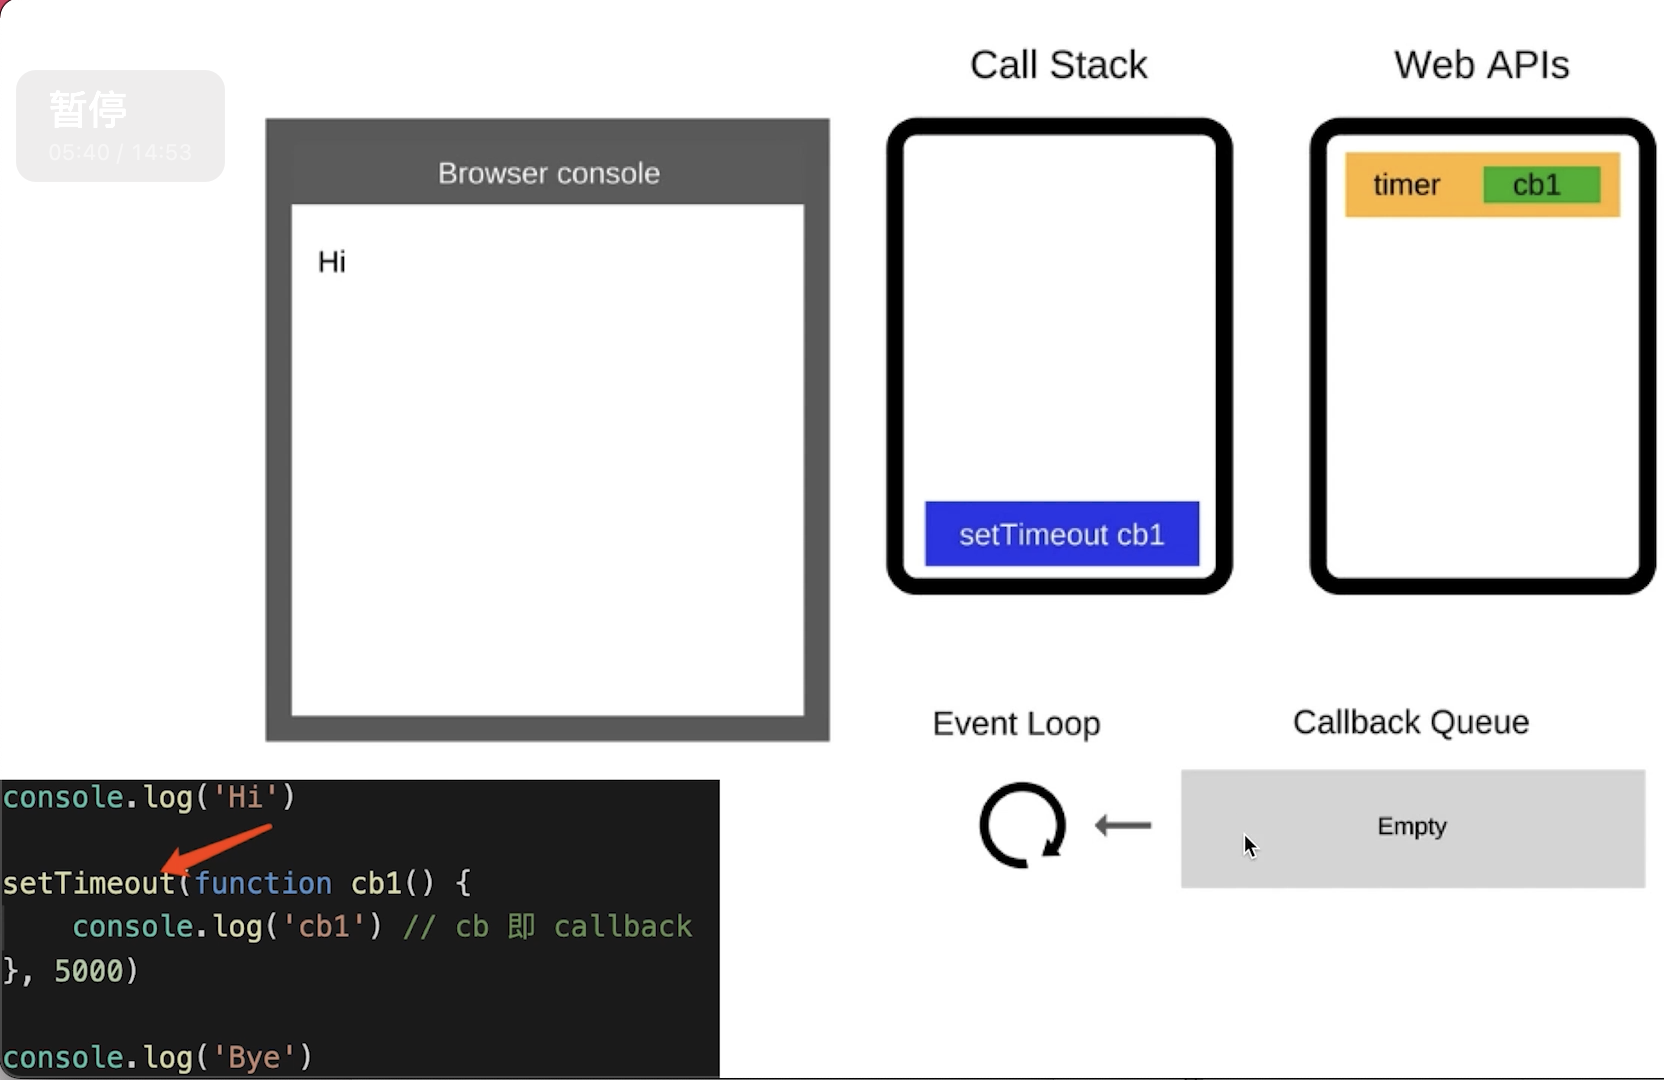 暂停
05:40 / 14:53
Call Stack
Web APIs
Browser console
Hi
timer
cb1
setTimeout cb1
Event Loop
Callback Queue
Empty
console.log('Hi')
setTimeout(function cb1() {
    console.log('cb1') // cb 即 callback
}, 5000)
console.log('Bye')